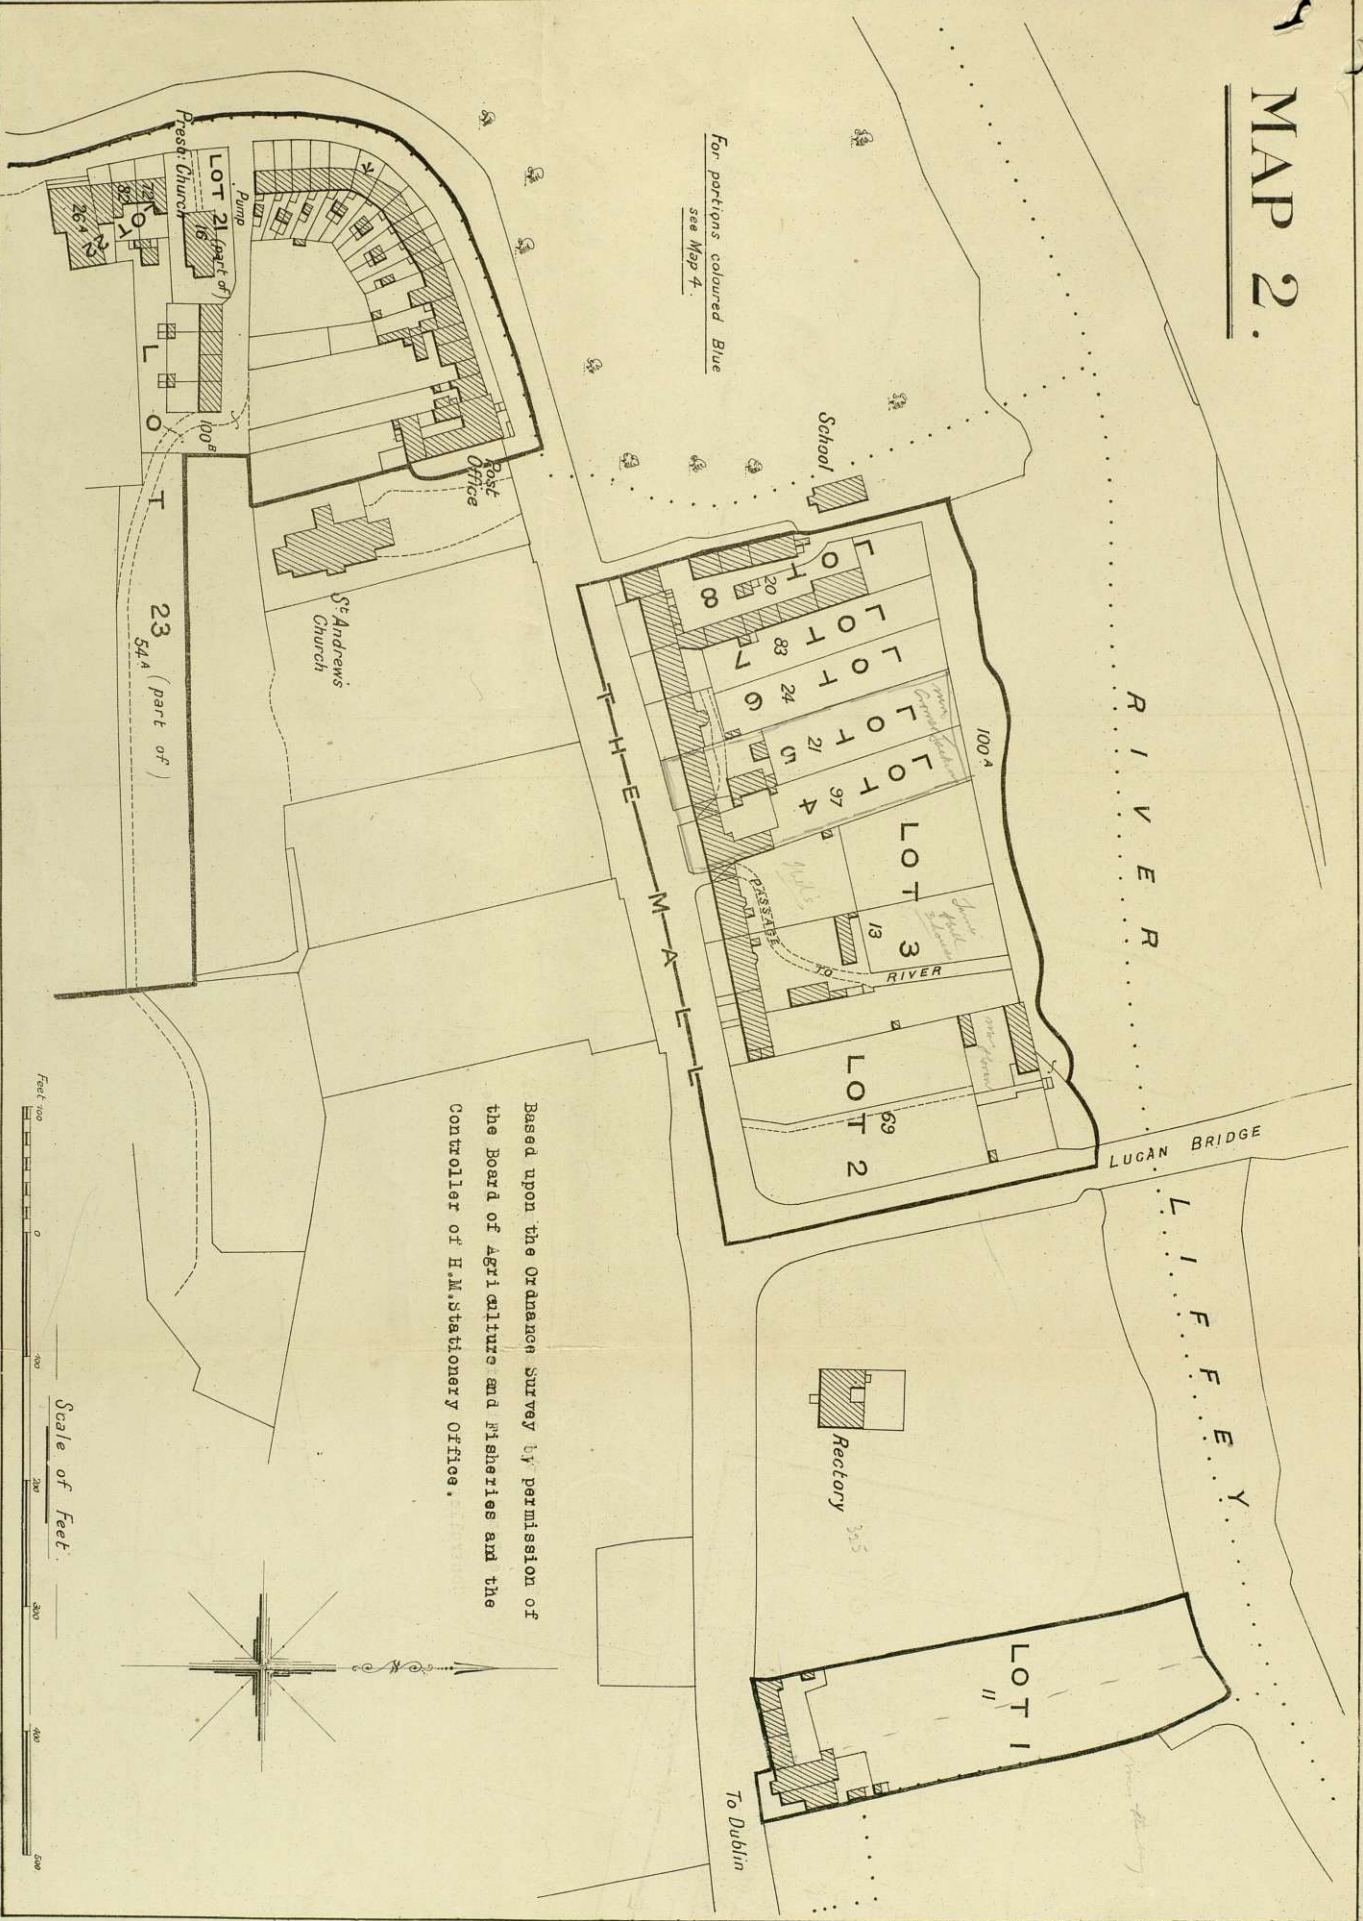 MAP 2.
For portions coloured Blue
see Map 4.
School
RIVER LIFFEY
LUCAN BRIDGE
100A
LOT 8
20
LOT 7
83
LOT 6
24
LOT 5
21
LOT 4
97
LOT 3
13
PASSAGE TO RIVER
LOT 2
69
THE MALL
Rectory
325
LOT 1
11
To Dublin
Post
Office
St. Andrew's
Church
Pump
LOT 21 (part of)
16
Presb: Church
LOT 22
72
82
26A
100B
LOT 23 (part of)
54A
Based upon the Ordnance Survey by permission of
the Board of Agriculture and Fisheries and the
Controller of H.M.Stationery Office.
N
Scale of Feet.
Feet 100 0 100 200 300 400 500